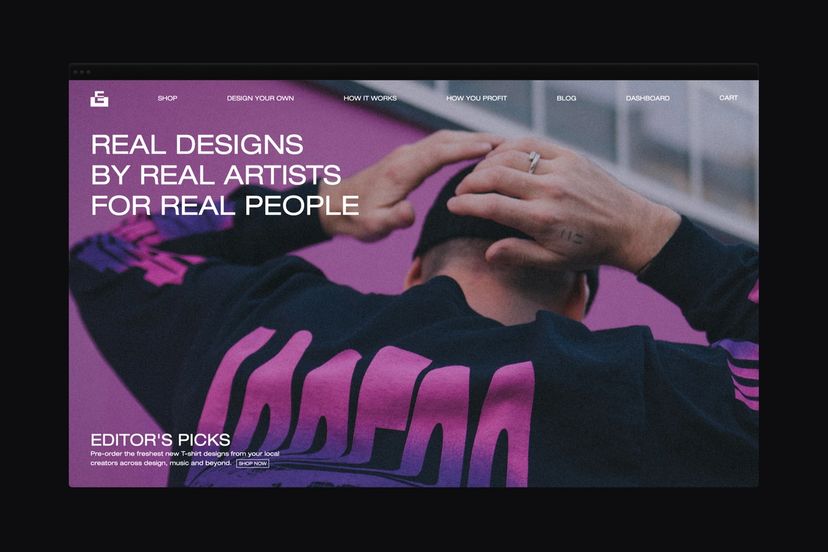 SHOP
DESIGN YOUR OWN
HOW IT WORKS
HOW YOU PROFIT
BLOG
DASHBOARD
CART
REAL DESIGNS
BY REAL ARTISTS
FOR REAL PEOPLE
EDITOR'S PICKS
Pre-order the freshest new T-shirt designs from your local
creators across design, music and beyond. SHOP NOW